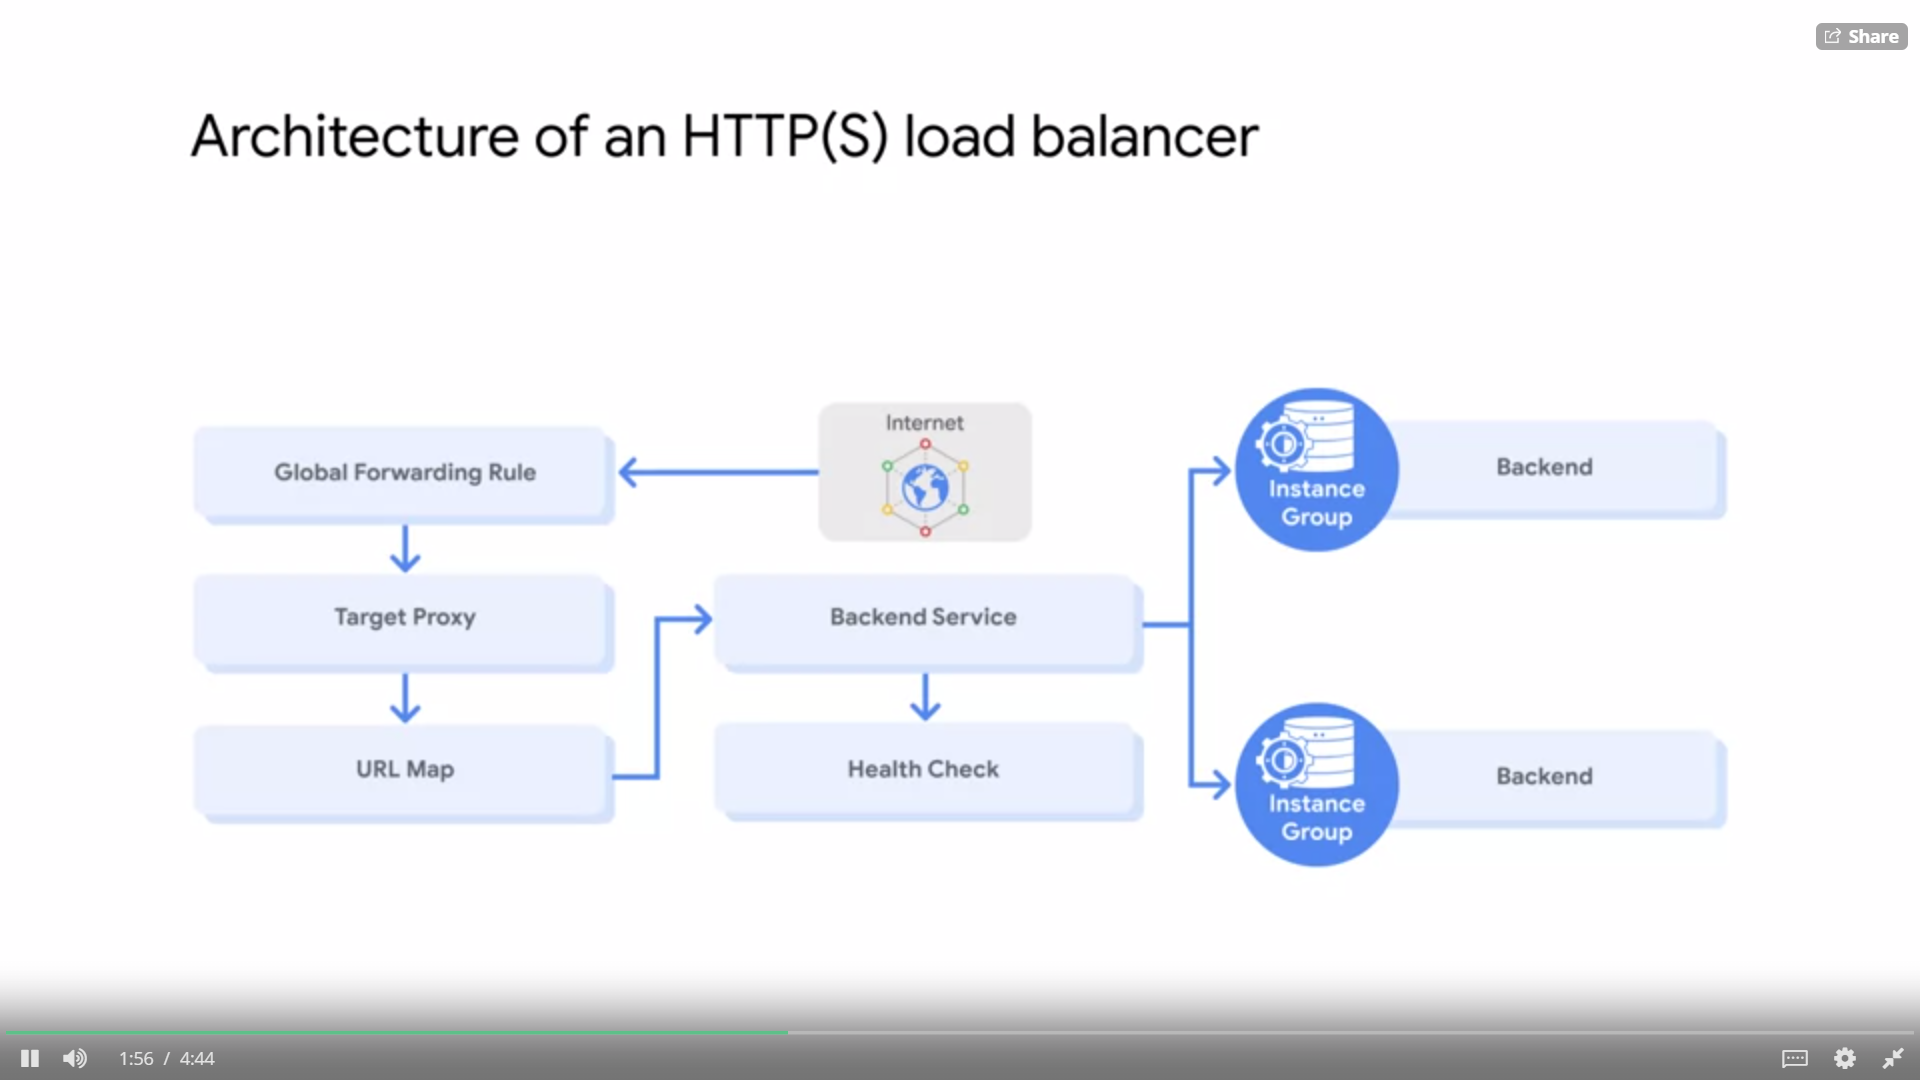 Share
Architecture of an HTTP(S) load balancer
Internet
Global Forwarding Rule
Target Proxy
URL Map
Backend Service
Health Check
Instance
Group
Backend
Instance
Group
Backend
1:56 / 4:44